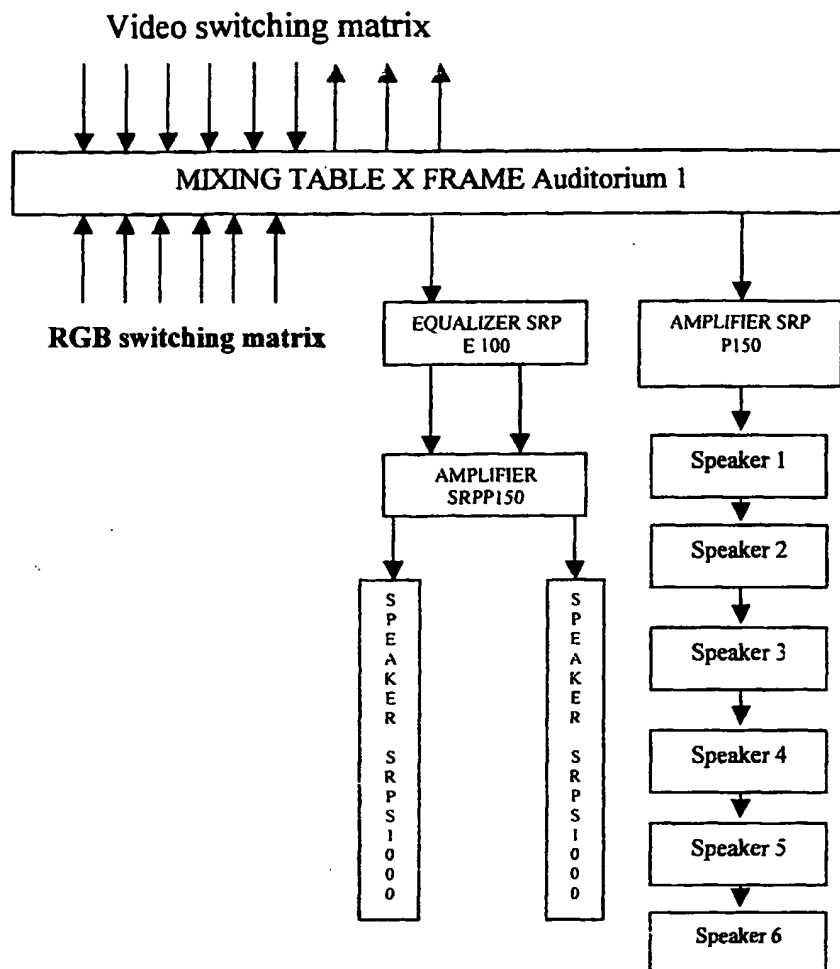 Video switching matrix
MIXING TABLE X FRAME Auditorium 1
RGB switching matrix
EQUALIZER SRP
E 100
AMPLIFIER SRP
P150
AMPLIFIER
SRPP150
SPEAKER SRPS1000
SPEAKER SRPS1000
Speaker 1
Speaker 2
Speaker 3
Speaker 4
Speaker 5
Speaker 6